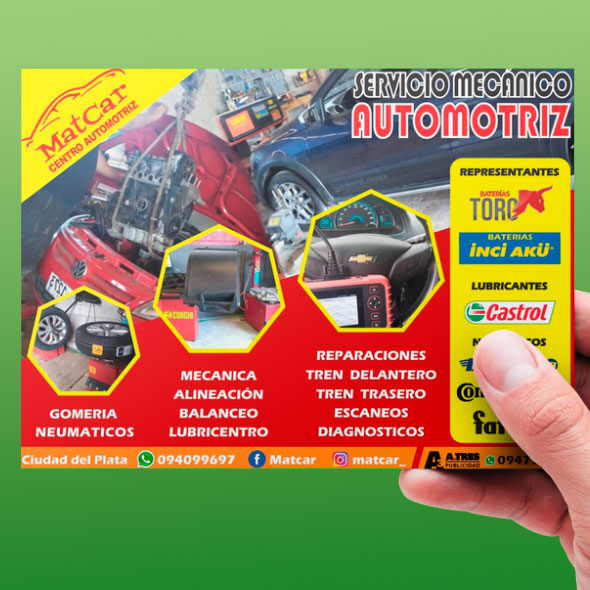 MatCar
CENTRO AUTOMOTRIZ
SERVICIO MECÁNICO
AUTOMOTRIZ
REPRESENTANTES
BATERÍAS
TORO
BATERIAS
iNCi AKÜ
LUBRICANTES
Castrol
GOMERIA
NEUMATICOS
MECANICA
ALINEACIÓN
BALANCEO
LUBRICENTRO
REPARACIONES
TREN DELANTERO
TREN TRASERO
ESCANEOS
DIAGNOSTICOS
Ciudad del Plata 094099697 Matcar matcar_ A.TRES PUBLICIDAD